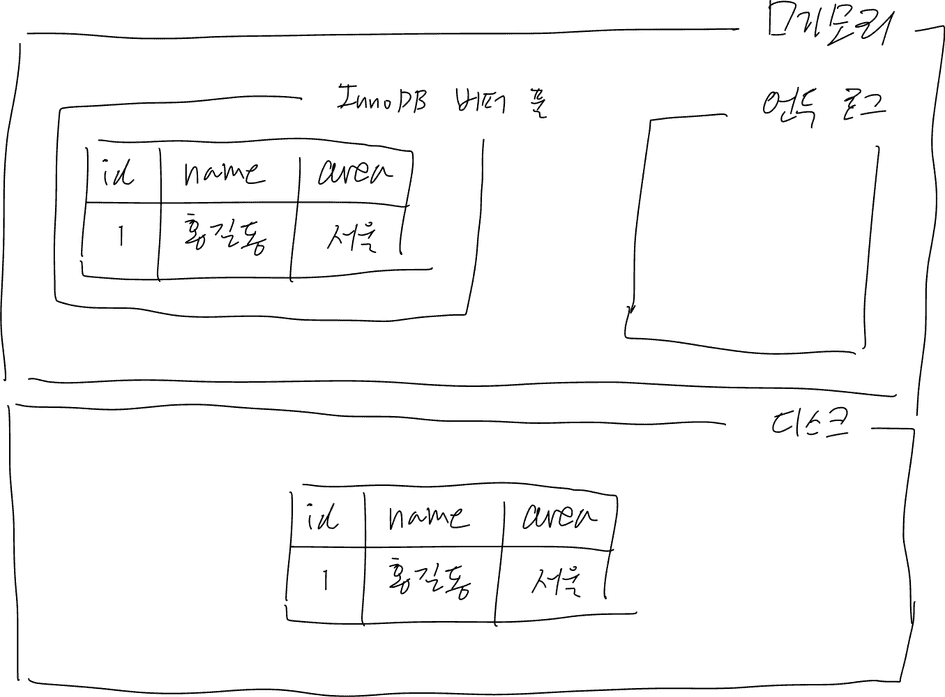 메모리
InnoDB 버퍼 풀
언두 로그
id name area
1 홍길동 서울
디스크
id name area
1 홍길동 서울